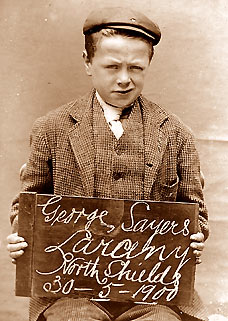 George Sayers
Larceny
North Shields
30-5-1900